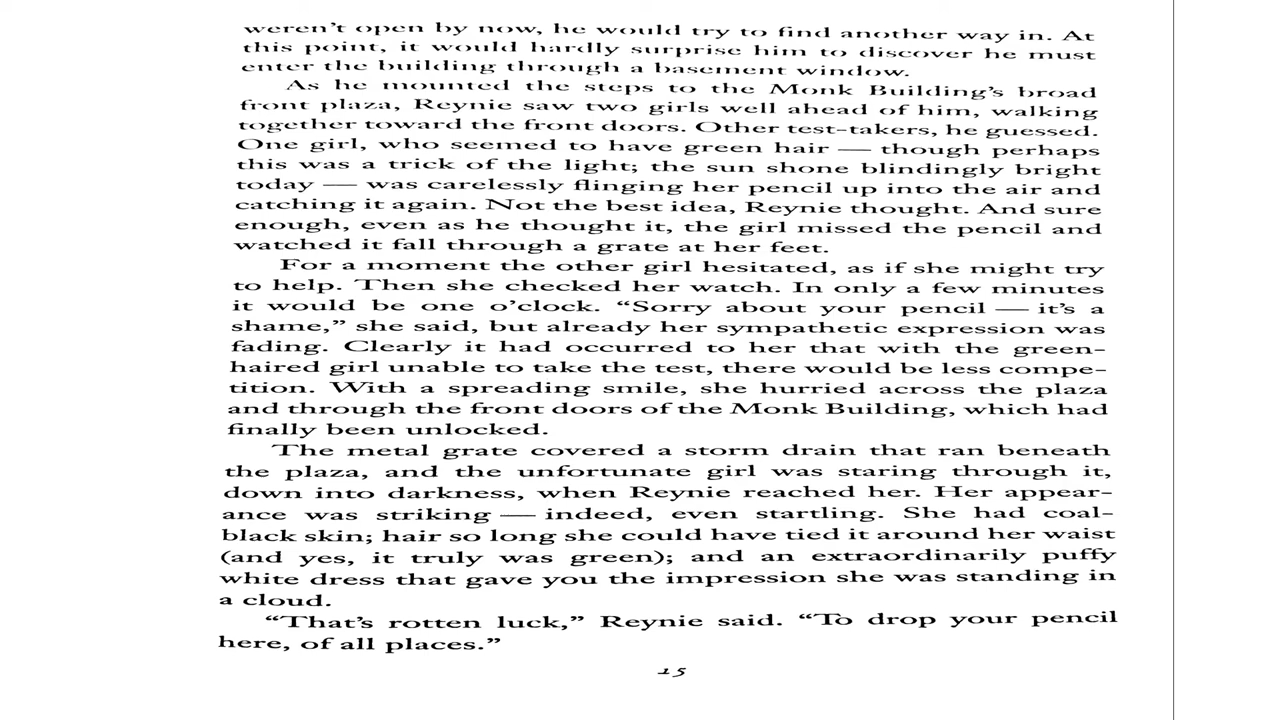 weren't open by now, he would try to find another way in. At
this point, it would hardly surprise him to discover he must
enter the building through a basement window.
As he mounted the steps to the Monk Building's broad
front plaza, Reynie saw two girls well ahead of him, walking
together toward the front doors. Other test-takers, he guessed.
One girl, who seemed to have green hair — though perhaps
this was a trick of the light; the sun shone blindingly bright
today — was carelessly flinging her pencil up into the air and
catching it again. Not the best idea, Reynie thought. And sure
enough, even as he thought it, the girl missed the pencil and
watched it fall through a grate at her feet.
For a moment the other girl hesitated, as if she might try
to help. Then she checked her watch. In only a few minutes
it would be one o'clock. “Sorry about your pencil — it's a
shame,” she said, but already her sympathetic expression was
fading. Clearly it had occurred to her that with the green-
haired girl unable to take the test, there would be less compe-
tition. With a spreading smile, she hurried across the plaza
and through the front doors of the Monk Building, which had
finally been unlocked.
The metal grate covered a storm drain that ran beneath
the plaza, and the unfortunate girl was staring through it,
down into darkness, when Reynie reached her. Her appear-
ance was striking — indeed, even startling. She had coal-
black skin; hair so long she could have tied it around her waist
(and yes, it truly was green); and an extraordinarily puffy
white dress that gave you the impression she was standing in
a cloud.
“That's rotten luck,” Reynie said. “To drop your pencil
here, of all places.”
15